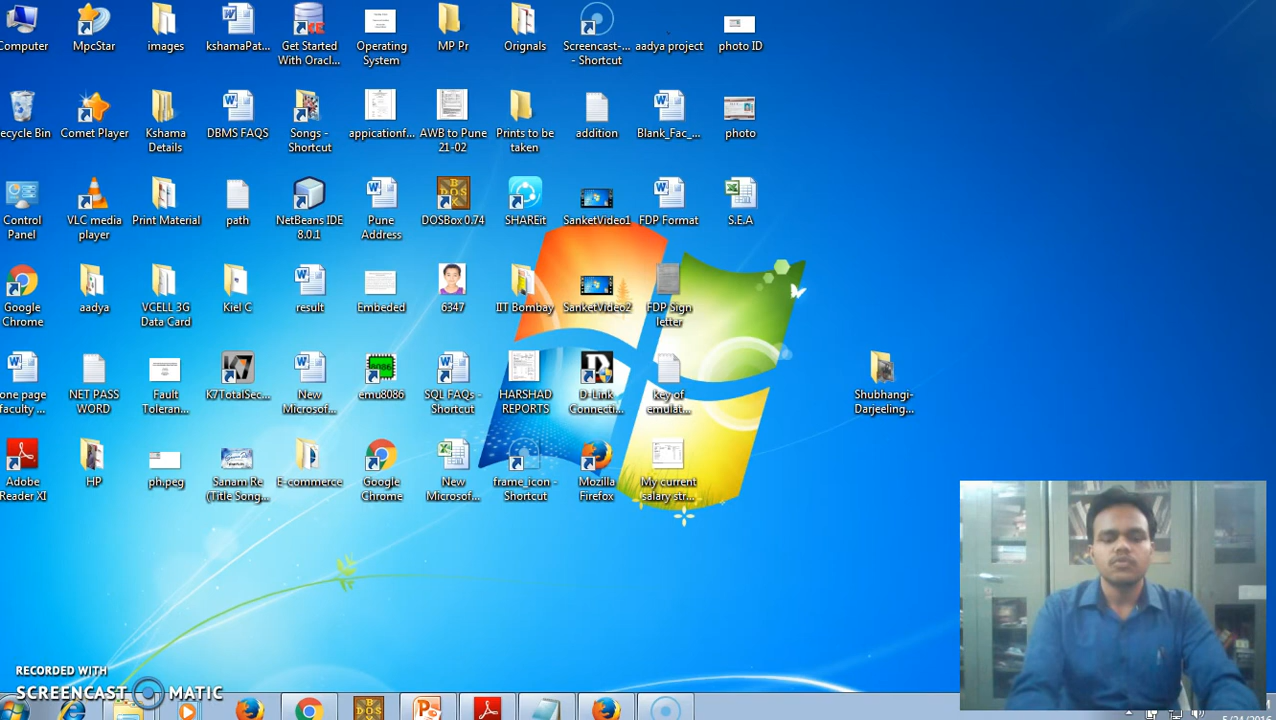 Computer
MpcStar
images
kshamaPat...
Get Started
With Oracl...
Operating
System
MP Pr
Orignals
Screencast-...
- Shortcut
aadya project
photo ID
ecycle Bin
Comet Player
Kshama
Details
DBMS FAQS
Songs -
Shortcut
appicationf...
AWB to Pune
21-02
Prints to be
taken
addition
Blank_Fac_...
photo
Control
Panel
VLC media
player
Print Material
path
NetBeans IDE
8.0.1
Pune
Address
DOSBox 0.74
SHAREit
SanketVideo1
FDP Format
S.E.A
Google
Chrome
aadya
VCELL 3G
Data Card
Kiel C
result
Embeded
6347
IIT Bombay
SanketVideo2
FDP Sign
letter
one page
faculty ...
NET PASS
WORD
Fault
Toleran...
K7TotalSec...
New
Microsof...
emu8086
SQL FAQs -
Shortcut
HARSHAD
REPORTS
D-Link
Connecti...
key of
emulat...
Shubhangi-
Darjeeling...
Adobe
Reader XI
HP
ph.peg
Sanam Re
(Title Song...
E-commerce
Google
Chrome
New
Microsof...
frame_icon -
Shortcut
Mozilla
Firefox
My current
salary str...
RECORDED WITH
SCREENCAST MATIC
5/24/2016